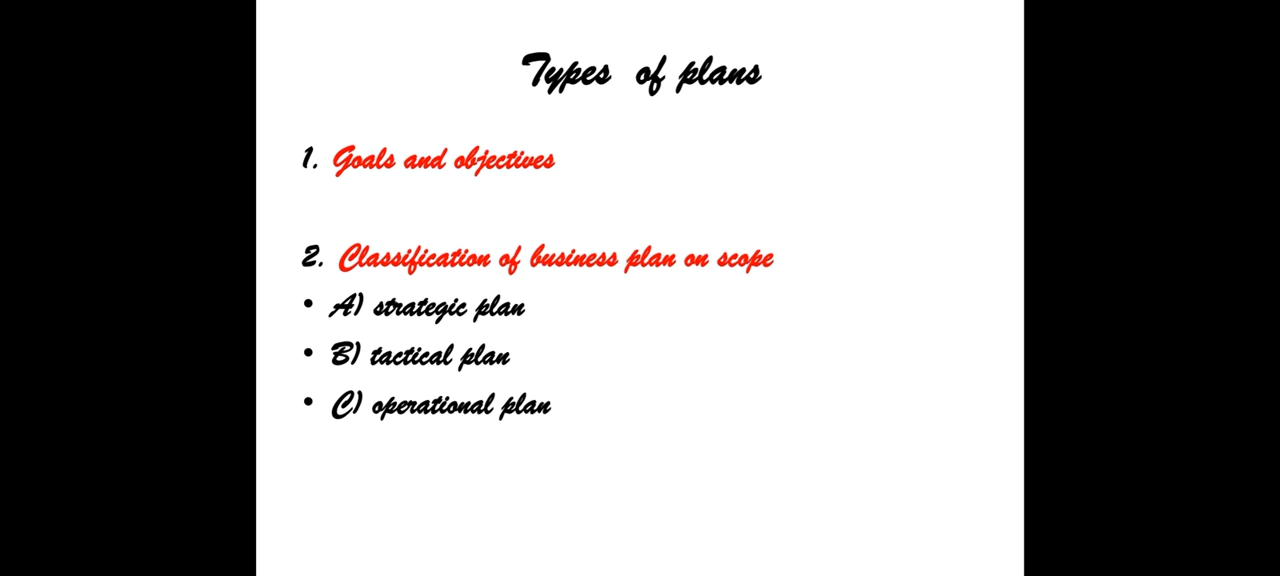 Types of plans
1. Goals and objectives
2. Classification of business plan on scope
• A) strategic plan
• B) tactical plan
• C) operational plan